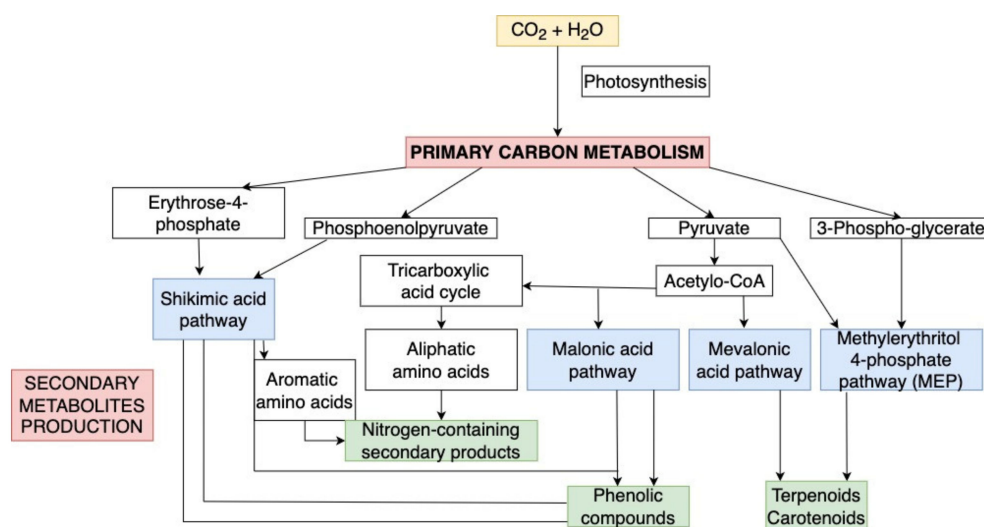 CO₂ + H₂O
Photosynthesis
PRIMARY CARBON METABOLISM
Erythrose-4-
phosphate
Phosphoenolpyruvate
Pyruvate
3-Phospho-glycerate
Tricarboxylic
acid cycle
Acetylo-CoA
Shikimic acid
pathway
Aromatic
amino acids
Aliphatic
amino acids
Malonic acid
pathway
Mevalonic
acid pathway
Methylerythritol
4-phosphate
pathway (MEP)
SECONDARY
METABOLITES
PRODUCTION
Nitrogen-containing
secondary products
Phenolic
compounds
Terpenoids
Carotenoids